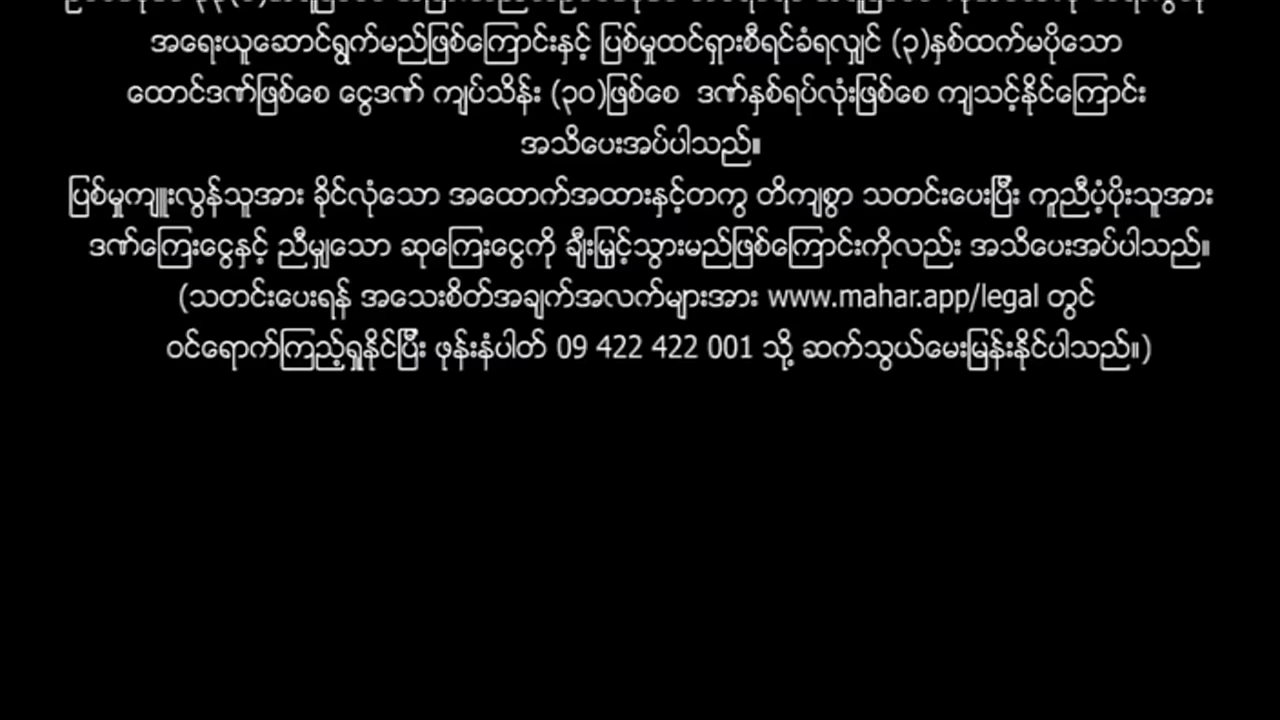 အရေးယူဆောင်ရွက်မည်ဖြစ်ကြောင်းနှင့် ပြစ်မှုထင်ရှားစီရင်ခံရလျှင် (၃)နှစ်ထက်မပိုသော
ထောင်ဒဏ်ဖြစ်စေ ငွေဒဏ် ကျပ်သိန်း (၃၀)ဖြစ်စေ ဒဏ်နှစ်ရပ်လုံးဖြစ်စေ ကျသင့်နိုင်ကြောင်း
အသိပေးအပ်ပါသည်။
ပြစ်မှုကျူးလွန်သူအား ခိုင်လုံသော အထောက်အထားနှင့်တကွ တိကျစွာ သတင်းပေးပြီး ကူညီပံ့ပိုးသူအား
ဒဏ်ကြေးငွေနှင့် ညီမျှသော ဆုကြေးငွေကို ချီးမြှင့်သွားမည်ဖြစ်ကြောင်းကိုလည်း အသိပေးအပ်ပါသည်။
(သတင်းပေးရန် အသေးစိတ်အချက်အလက်များအား www.mahar.app/legal တွင်
ဝင်ရောက်ကြည့်ရှုနိုင်ပြီး ဖုန်းနံပါတ် 09 422 422 001 သို့ ဆက်သွယ်မေးမြန်းနိုင်ပါသည်။)